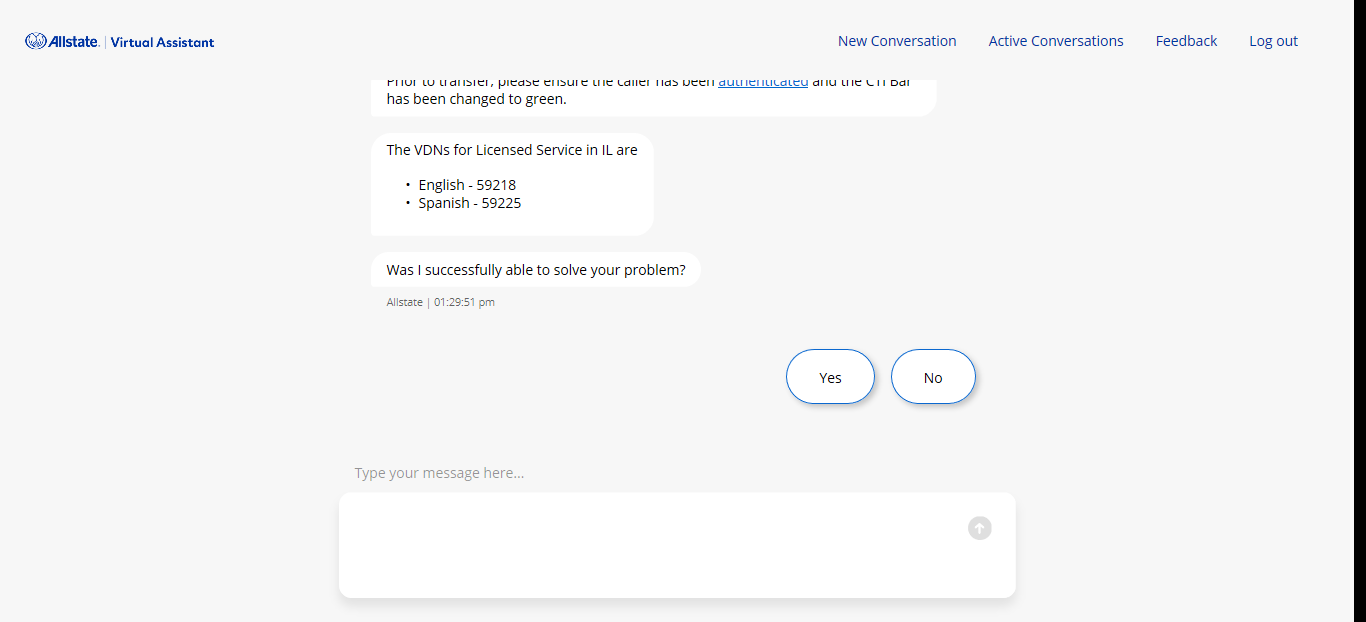 Allstate. | Virtual Assistant
New Conversation Active Conversations Feedback Log out
Prior to transfer, please ensure the caller has been authenticated and the CTI Bar
has been changed to green.
The VDNs for Licensed Service in IL are
• English - 59218
• Spanish - 59225
Was I successfully able to solve your problem?
Allstate | 01:29:51 pm
Yes No
Type your message here...